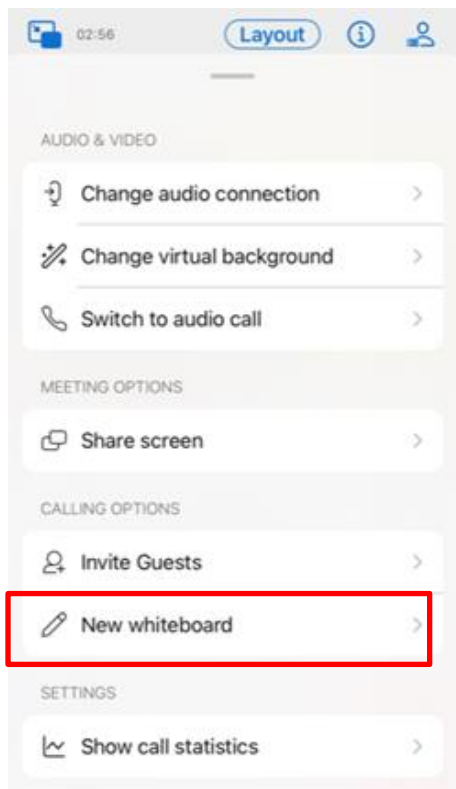 02:56 Layout
AUDIO & VIDEO
Change audio connection
Change virtual background
Switch to audio call
MEETING OPTIONS
Share screen
CALLING OPTIONS
Invite Guests
New whiteboard
SETTINGS
Show call statistics